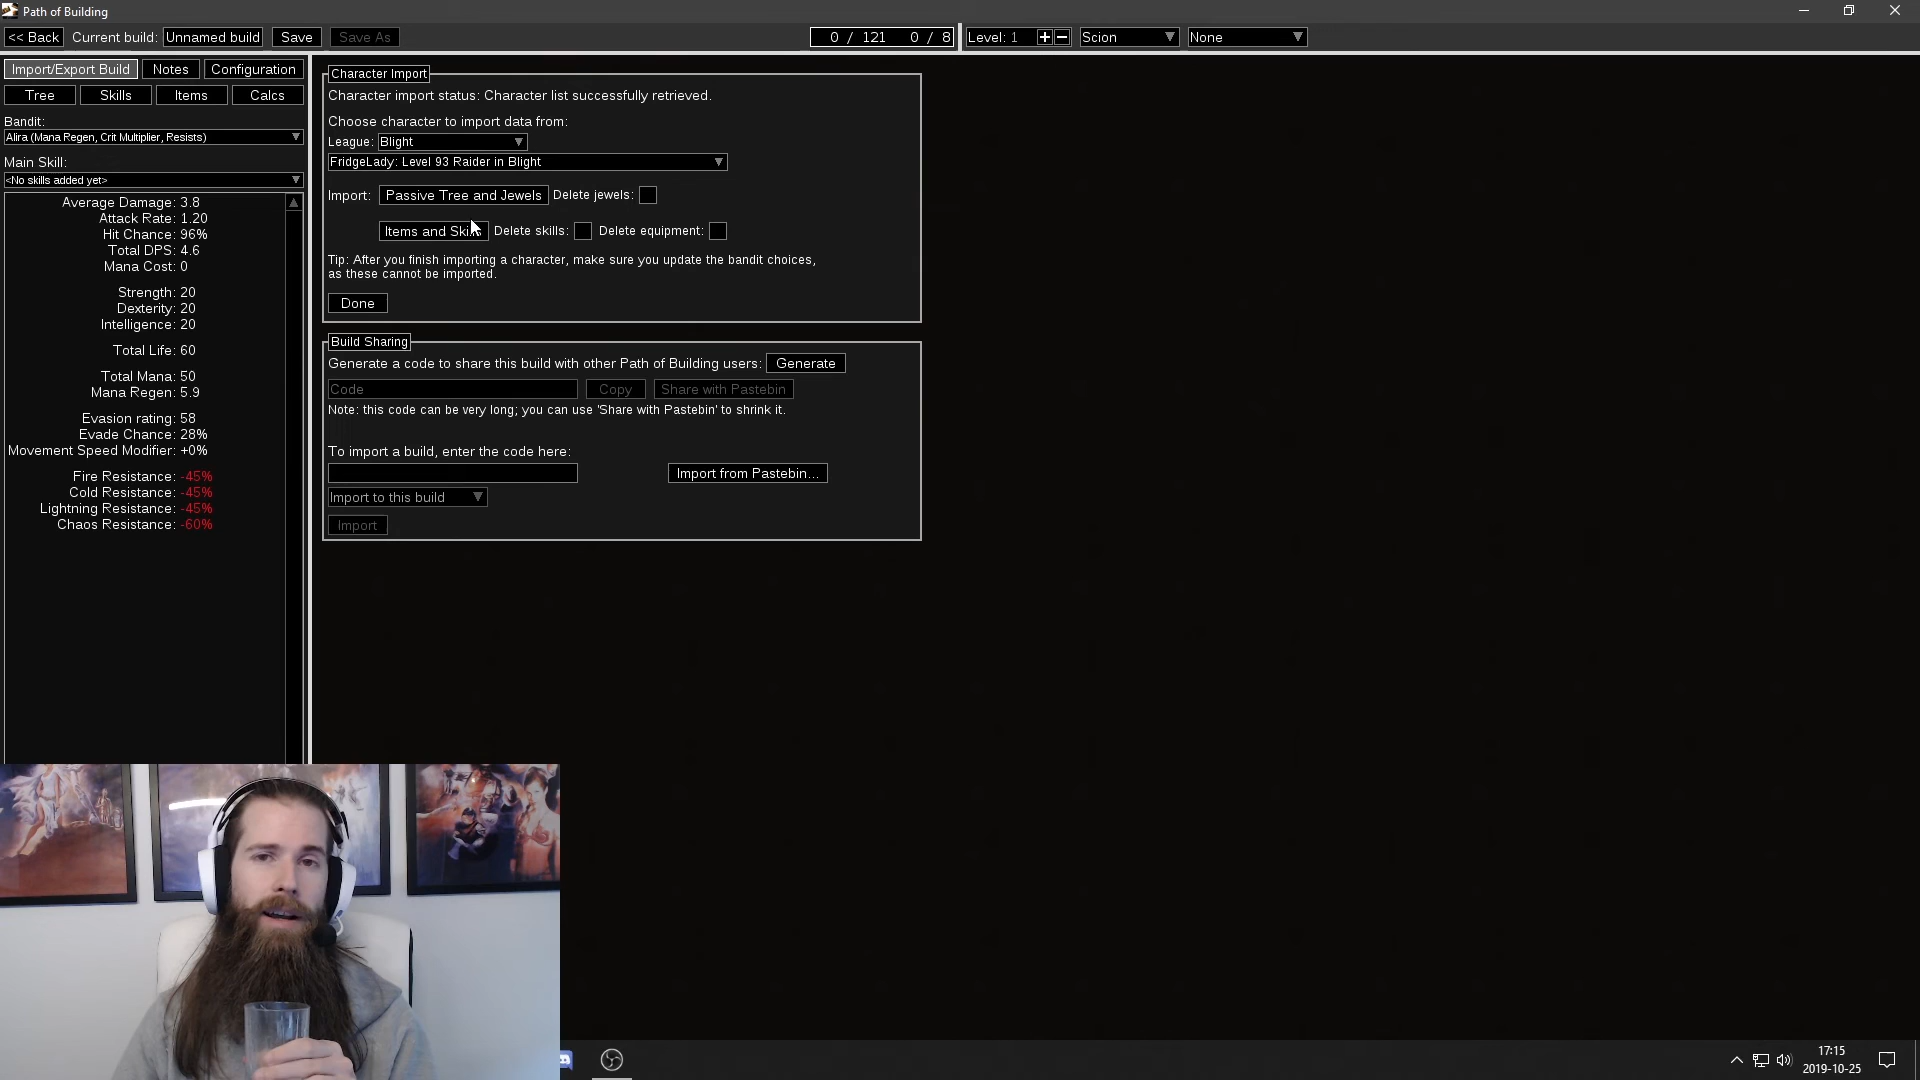 Path of Building
<< Back Current build: Unnamed build Save Save As 0 / 121 0 / 8 Level: 1 + − Scion None
Import/Export Build Notes Configuration
Tree Skills Items Calcs
Bandit:
Alira (Mana Regen, Crit Multiplier, Resists)
Main Skill:
<No skills added yet>
Average Damage: 3.8
Attack Rate: 1.20
Hit Chance: 96%
Total DPS: 4.6
Mana Cost: 0
Strength: 20
Dexterity: 20
Intelligence: 20
Total Life: 60
Total Mana: 50
Mana Regen: 5.9
Evasion rating: 58
Evade Chance: 28%
Movement Speed Modifier: +0%
Fire Resistance: -45%
Cold Resistance: -45%
Lightning Resistance: -45%
Chaos Resistance: -60%
Character Import
Character import status: Character list successfully retrieved.
Choose character to import data from:
League: Blight
FridgeLady: Level 93 Raider in Blight
Import: Passive Tree and Jewels Delete jewels:
Items and Skills Delete skills: Delete equipment:
Tip: After you finish importing a character, make sure you update the bandit choices,
as these cannot be imported.
Done
Build Sharing
Generate a code to share this build with other Path of Building users: Generate
Code Copy Share with Pastebin
Note: this code can be very long; you can use 'Share with Pastebin' to shrink it.
To import a build, enter the code here:
Import from Pastebin...
Import to this build
Import
17:15
2019-10-25